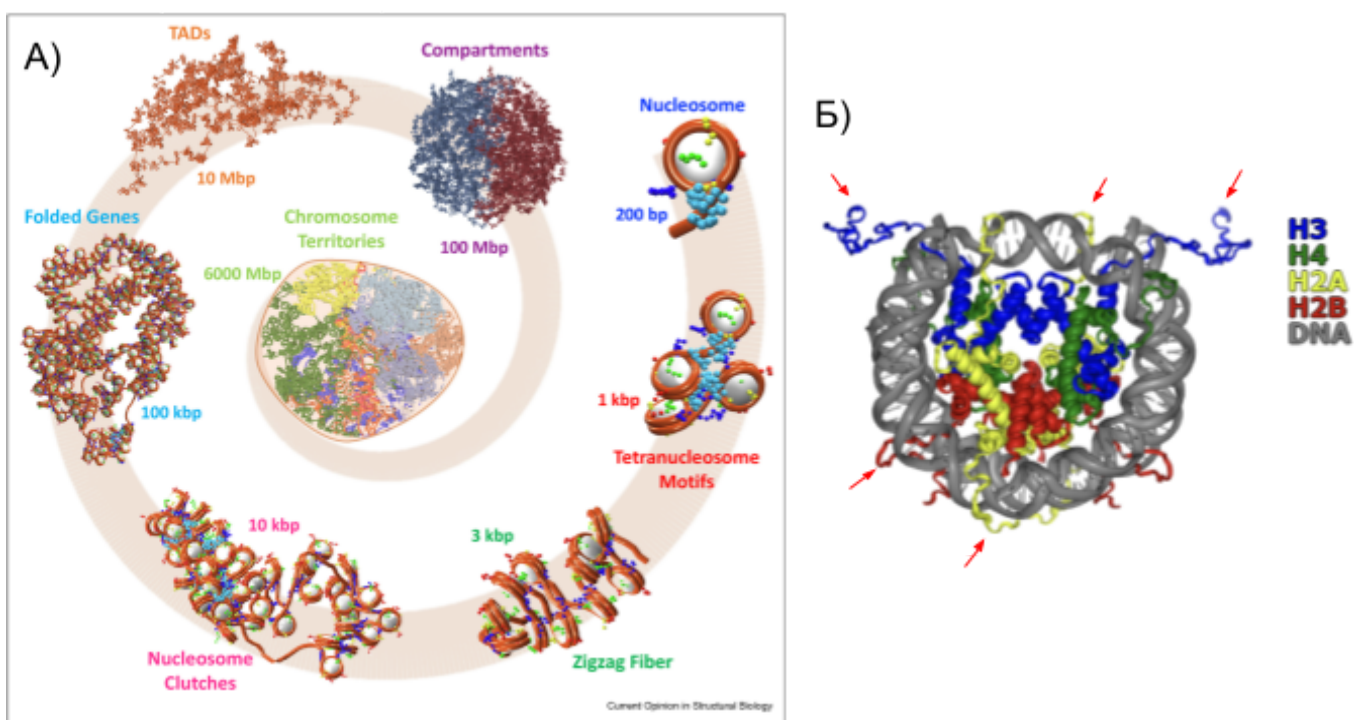 А)
TADs
10 Mbp
Compartments
100 Mbp
Nucleosome
200 bp
Folded Genes
100 kbp
Chromosome
Territories
6000 Mbp
1 kbp
Tetranucleosome
Motifs
10 kbp
Nucleosome
Clutches
3 kbp
Zigzag Fiber
Current Opinion in Structural Biology
Б)
H3
H4
H2A
H2B
DNA